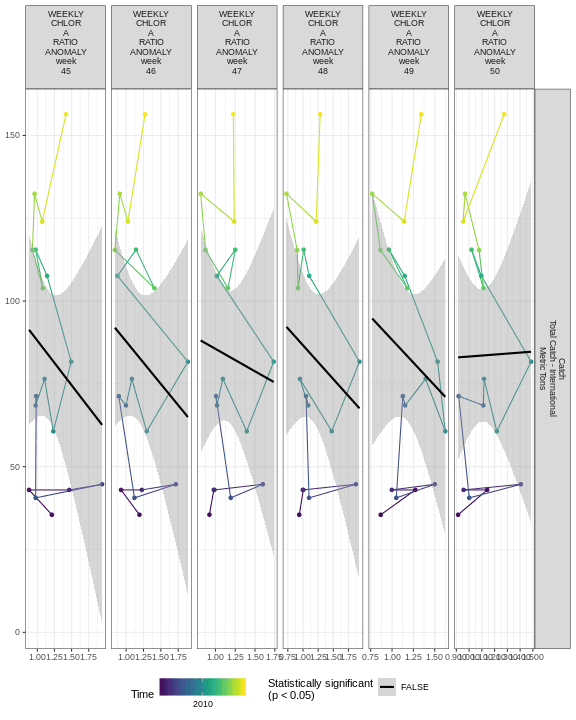 WEEKLY
CHLOR
A
RATIO
ANOMALY
week
45
WEEKLY
CHLOR
A
RATIO
ANOMALY
week
46
WEEKLY
CHLOR
A
RATIO
ANOMALY
week
47
WEEKLY
CHLOR
A
RATIO
ANOMALY
week
48
WEEKLY
CHLOR
A
RATIO
ANOMALY
week
49
WEEKLY
CHLOR
A
RATIO
ANOMALY
week
50
150
100
50
0
Catch
Total Catch - International
Metric Tons
1.00 1.25 1.50 1.75
1.00 1.25 1.50 1.75
1.00 1.25 1.50 1.75
0.75 1.00 1.25 1.50 1.75
0.75 1.00 1.25 1.50
Time
2010
Statistically significant
(p < 0.05)
FALSE